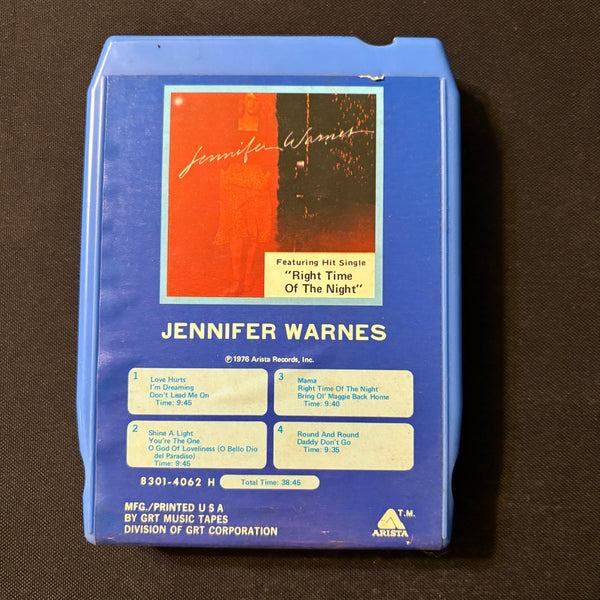 Jennifer Warnes
Featuring Hit Single
"Right Time
Of The Night"
JENNIFER WARNES
Ⓟ1976 Arista Records, Inc.
1
Love Hurts
I'm Dreaming
Don't Lead Me On
Time: 9:45
2
Shine A Light
You're The One
O God Of Loveliness (O Bello Dio
del Paradiso)
Time: 9:45
3
Mama
Right Time Of The Night
Bring Ol' Maggie Back Home
Time: 9:40
4
Round And Round
Daddy Don't Go
Time: 9:35
8301-4062 H
Total Time: 38:45
MFG./PRINTED U S A
BY GRT MUSIC TAPES
DIVISION OF GRT CORPORATION
T.M.
ARISTA